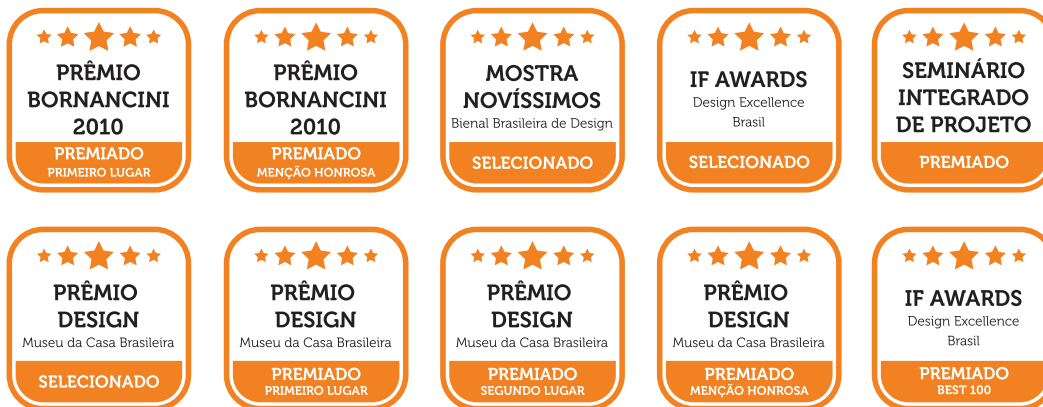 PRÊMIO
BORNANCINI
2010
PREMIADO
PRIMEIRO LUGAR
PRÊMIO
BORNANCINI
2010
PREMIADO
MENÇÃO HONROSA
MOSTRA
NOVÍSSIMOS
Bienal Brasileira de Design
SELECIONADO
IF AWARDS
Design Excellence
Brasil
SELECIONADO
SEMINÁRIO
INTEGRADO
DE PROJETO
PREMIADO
PRÊMIO
DESIGN
Museu da Casa Brasileira
SELECIONADO
PRÊMIO
DESIGN
Museu da Casa Brasileira
PREMIADO
PRIMEIRO LUGAR
PRÊMIO
DESIGN
Museu da Casa Brasileira
PREMIADO
SEGUNDO LUGAR
PRÊMIO
DESIGN
Museu da Casa Brasileira
PREMIADO
MENÇÃO HONROSA
IF AWARDS
Design Excellence
Brasil
PREMIADO
BEST 100